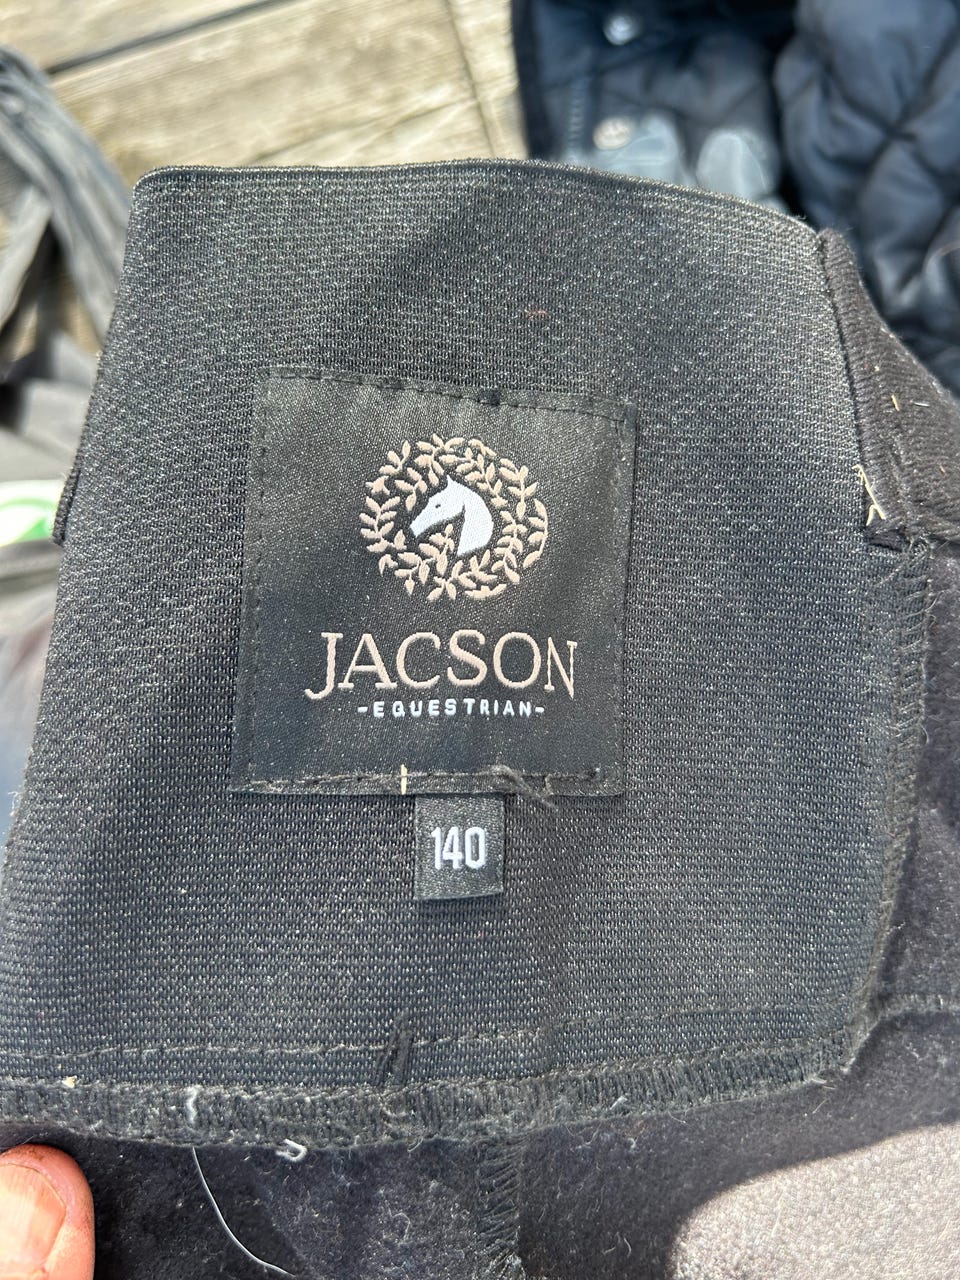 JACSON
-EQUESTRIAN-
140